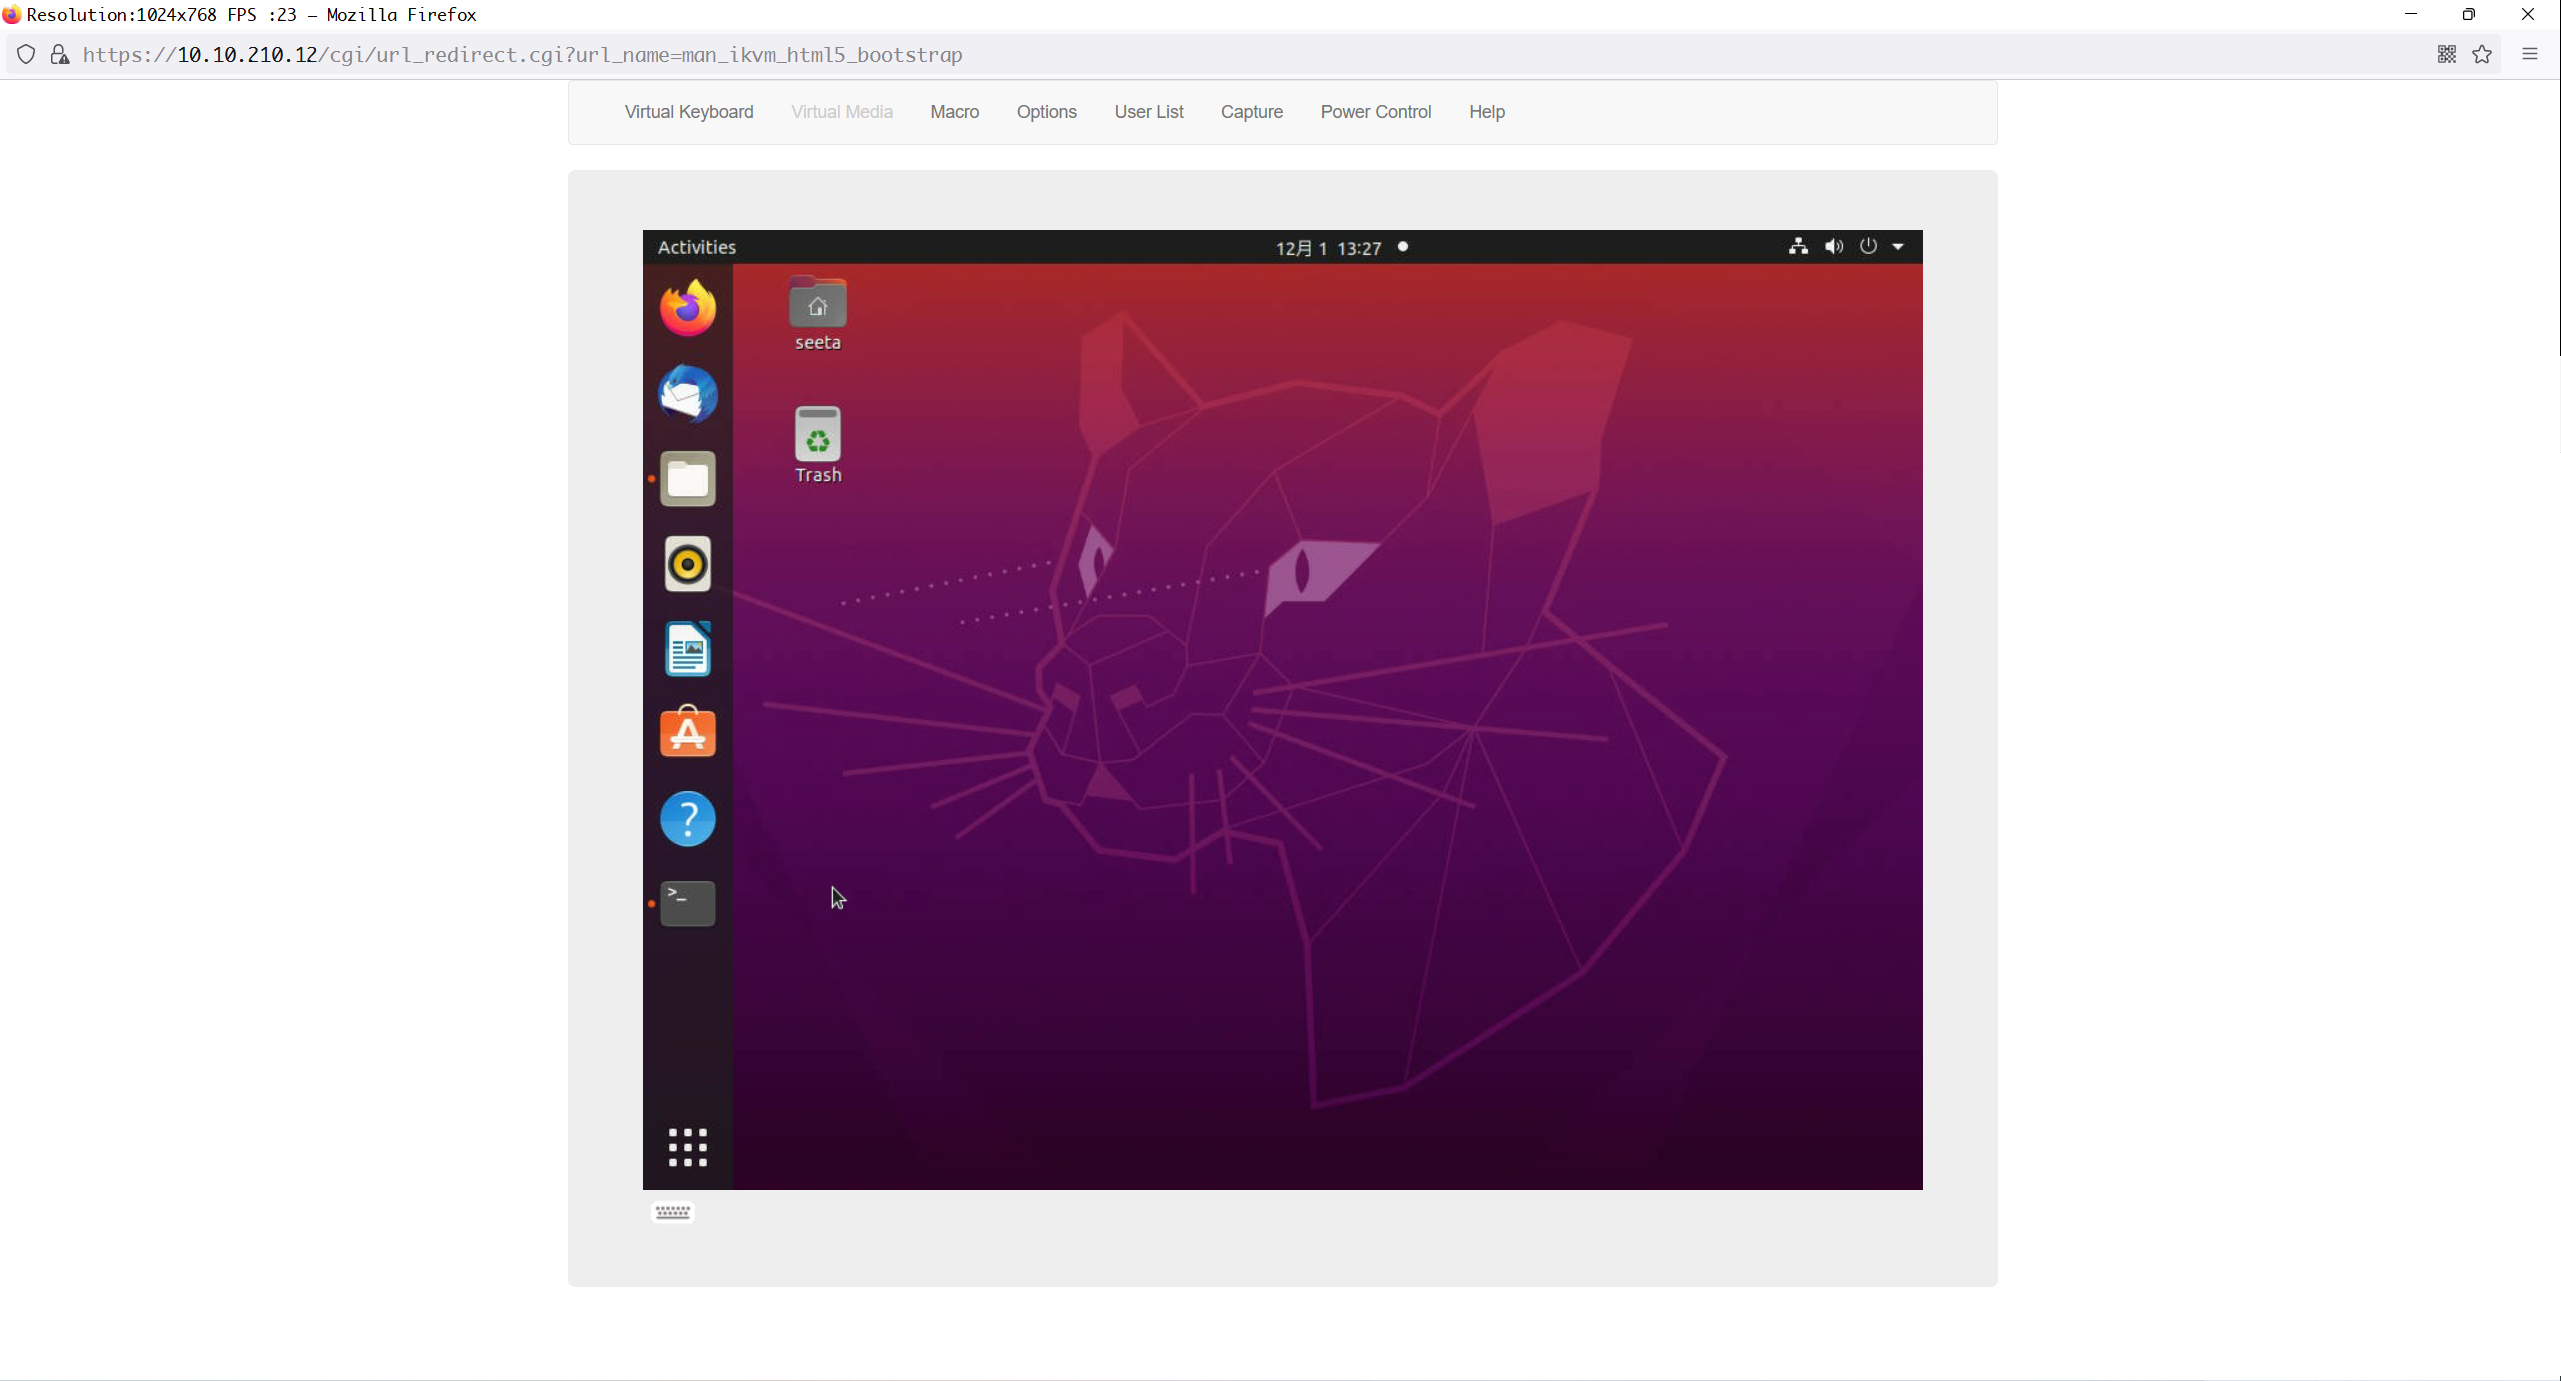 Resolution:1024x768 FPS :23 — Mozilla Firefox
https://10.10.210.12/cgi/url_redirect.cgi?url_name=man_ikvm_html5_bootstrap
Virtual Keyboard Virtual Media Macro Options User List Capture Power Control Help
Activities 12月 1 13:27
seeta
Trash